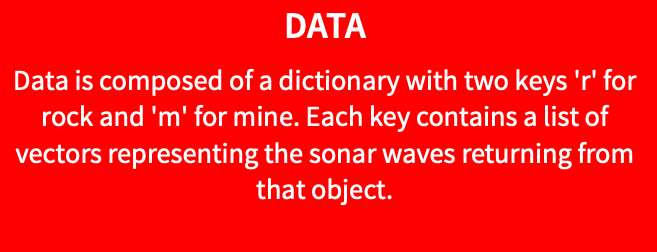 DATA
Data is composed of a dictionary with two keys 'r' for
rock and 'm' for mine. Each key contains a list of
vectors representing the sonar waves returning from
that object.